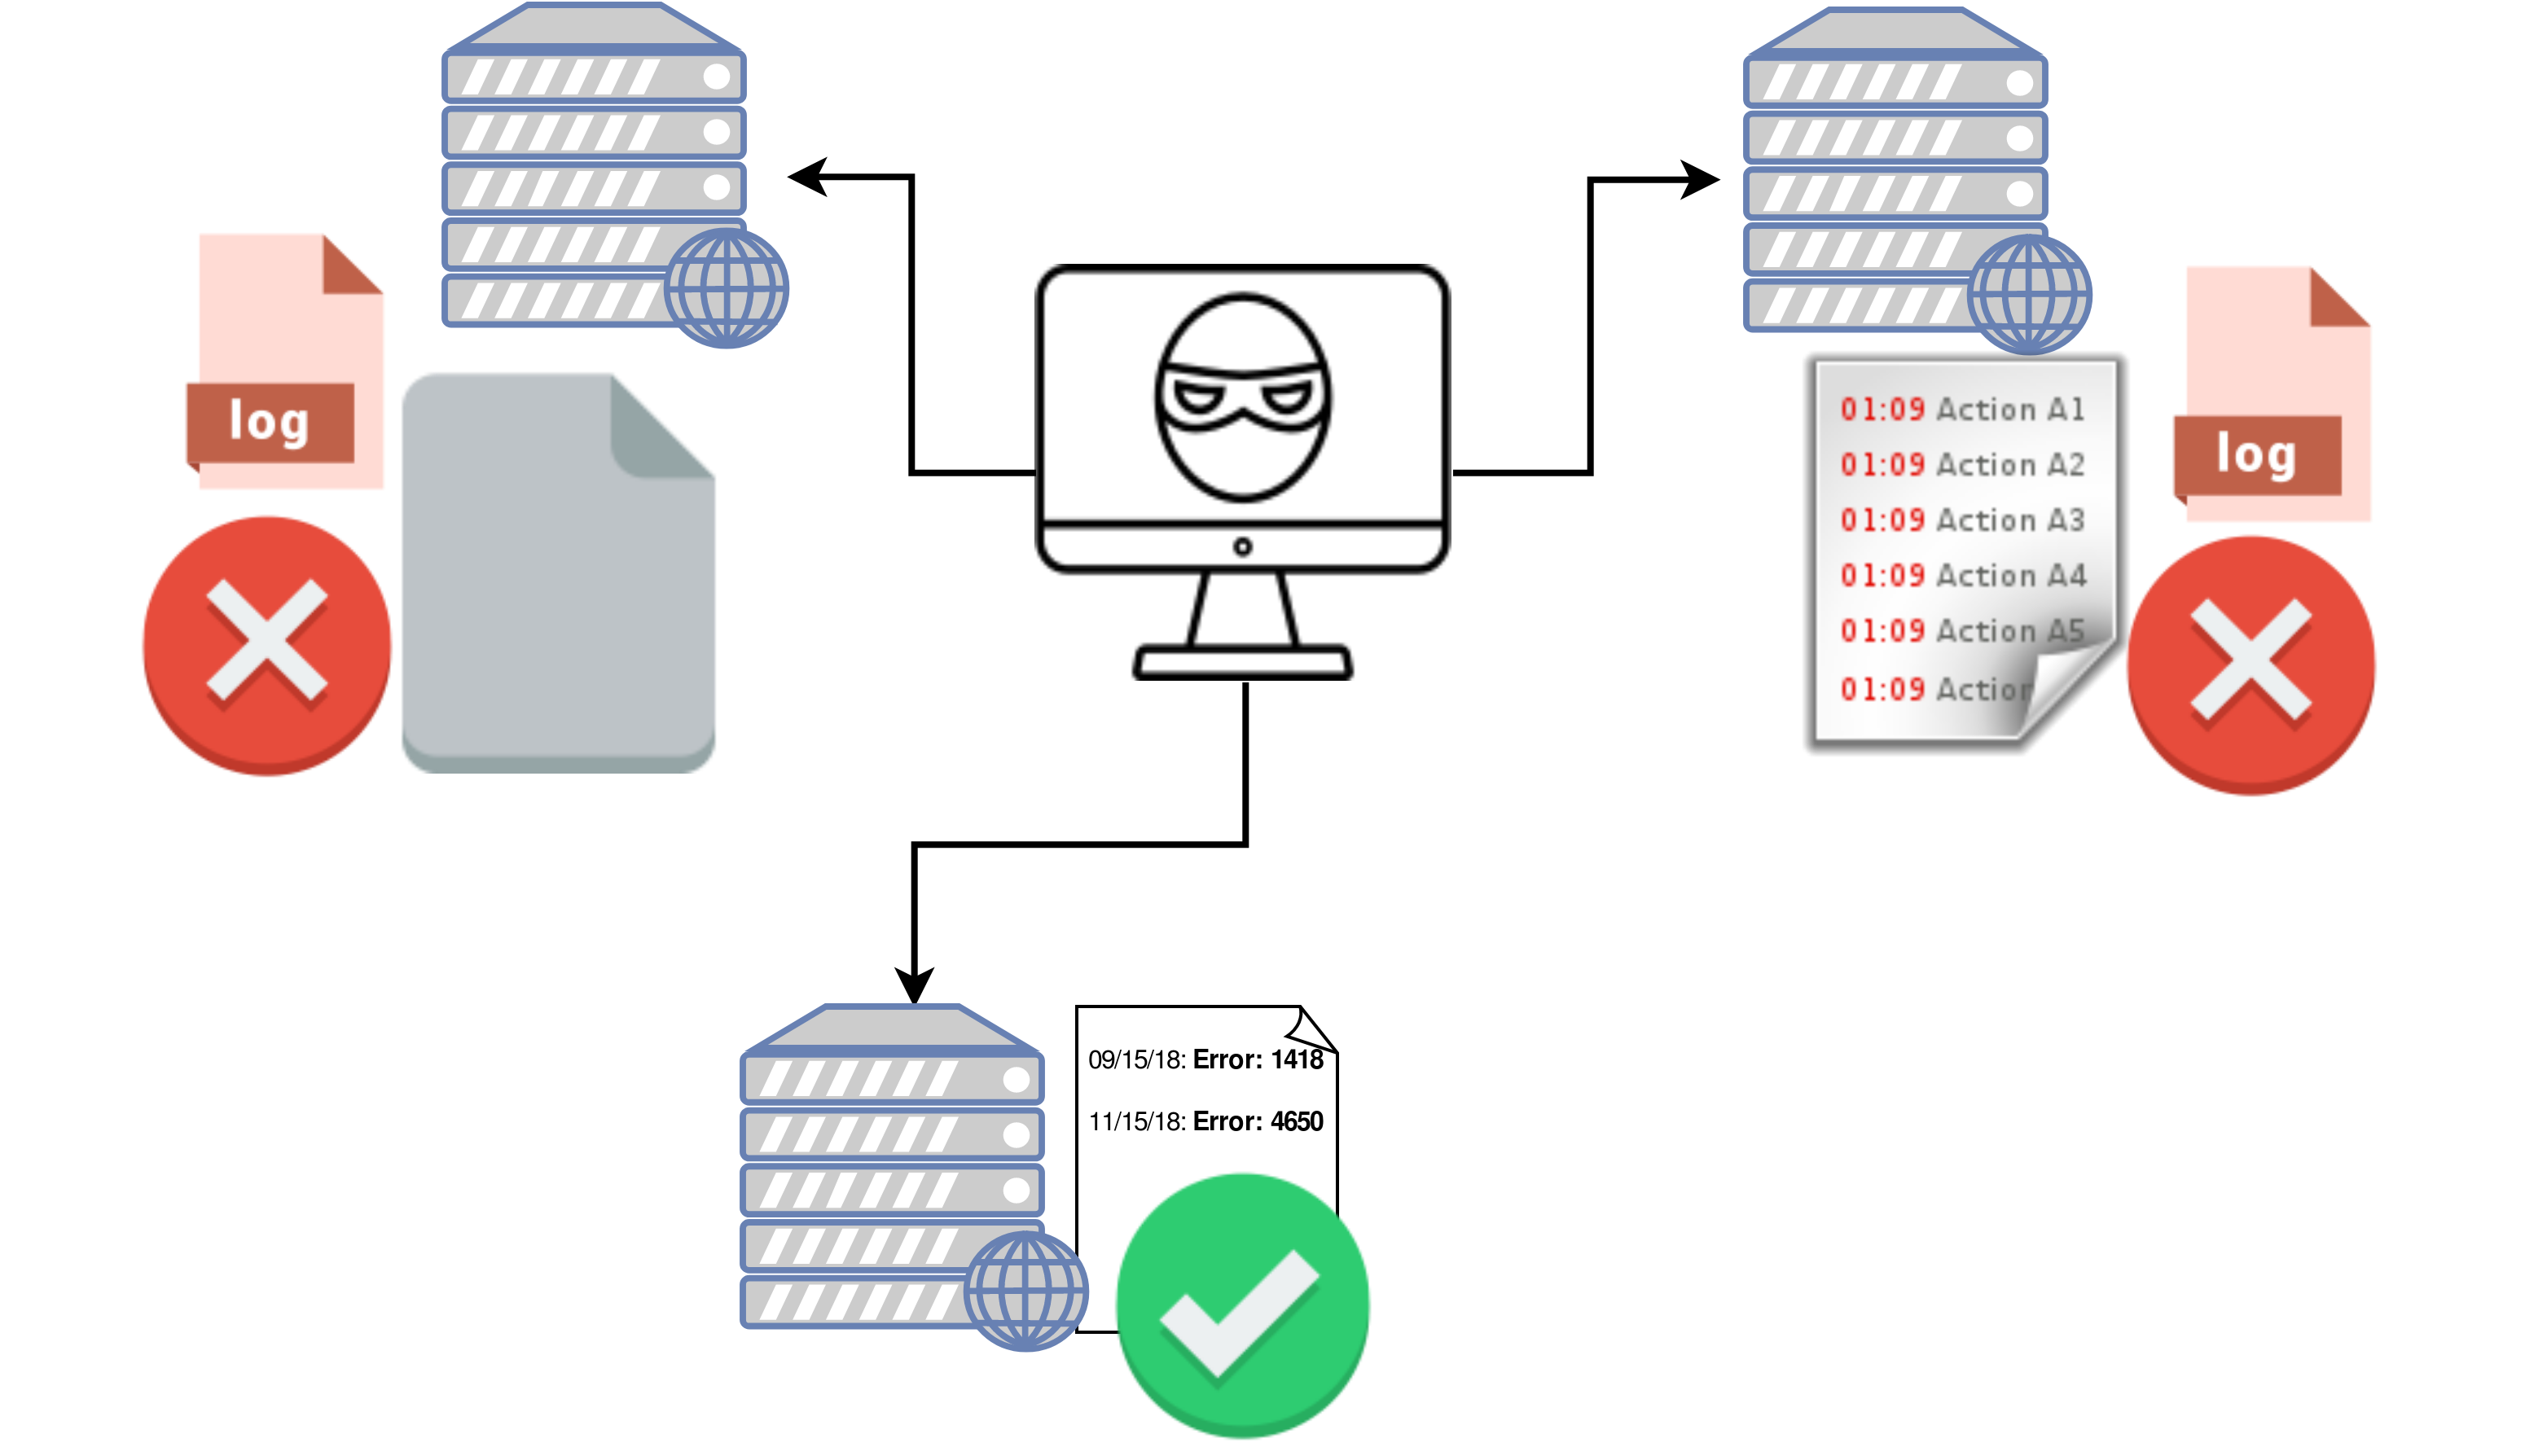 log
01:09 Action A1
01:09 Action A2
01:09 Action A3
01:09 Action A4
01:09 Action A5
01:09 Action
log
09/15/18: Error: 1418
11/15/18: Error: 4650